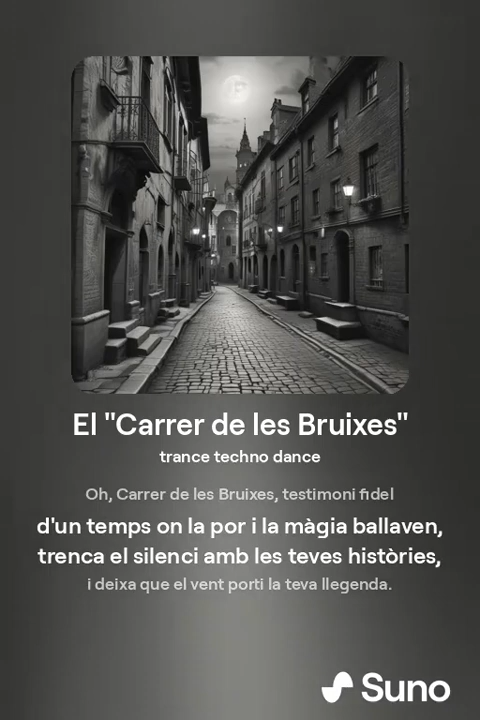 El "Carrer de les Bruixes"
trance techno dance
Oh, Carrer de les Bruixes, testimoni fidel
d'un temps on la por i la màgia ballaven,
trenca el silenci amb les teves històries,
i deixa que el vent porti la teva llegenda.
Suno